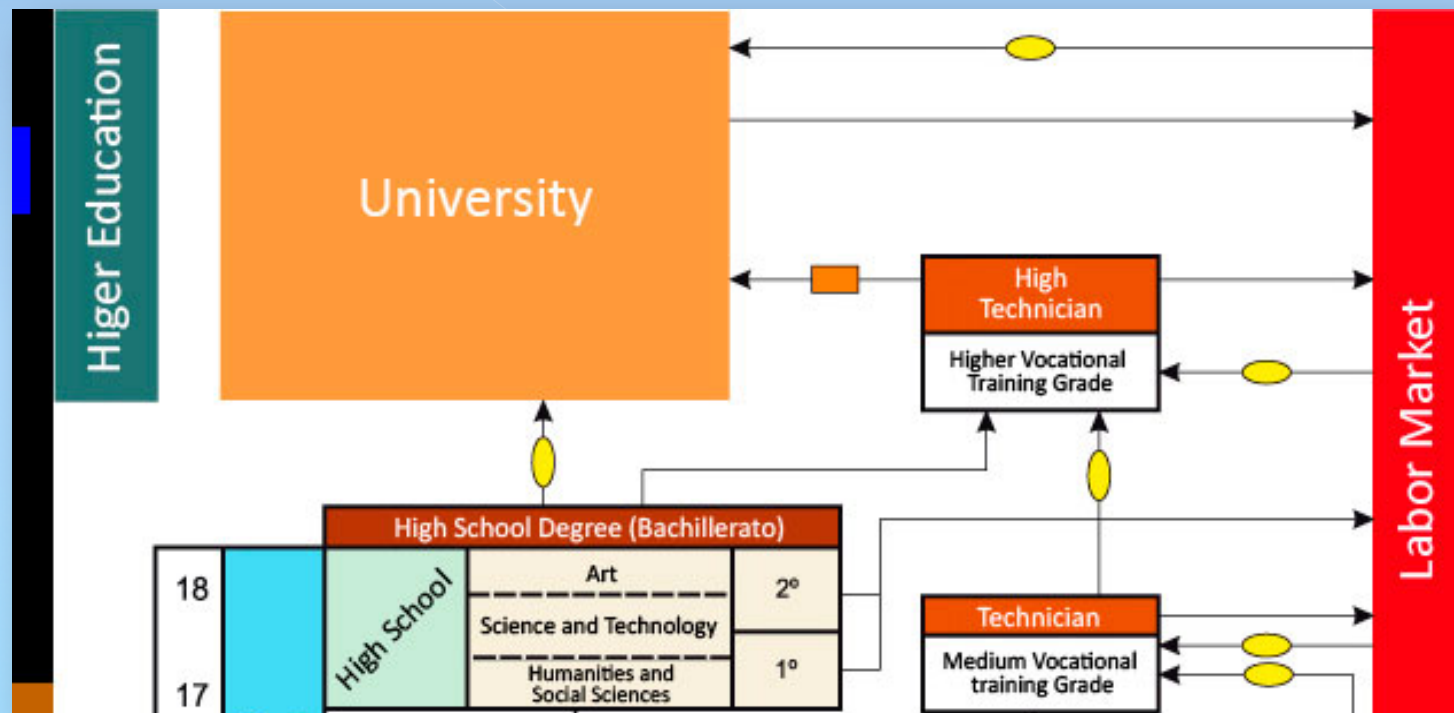 Higer Education
University
High
Technician
Higher Vocational
Training Grade
Labor Market
High School Degree (Bachillerato)
18
17
High School
Art
Science and Technology
Humanities and
Social Sciences
2º
1º
Technician
Medium Vocational
training Grade